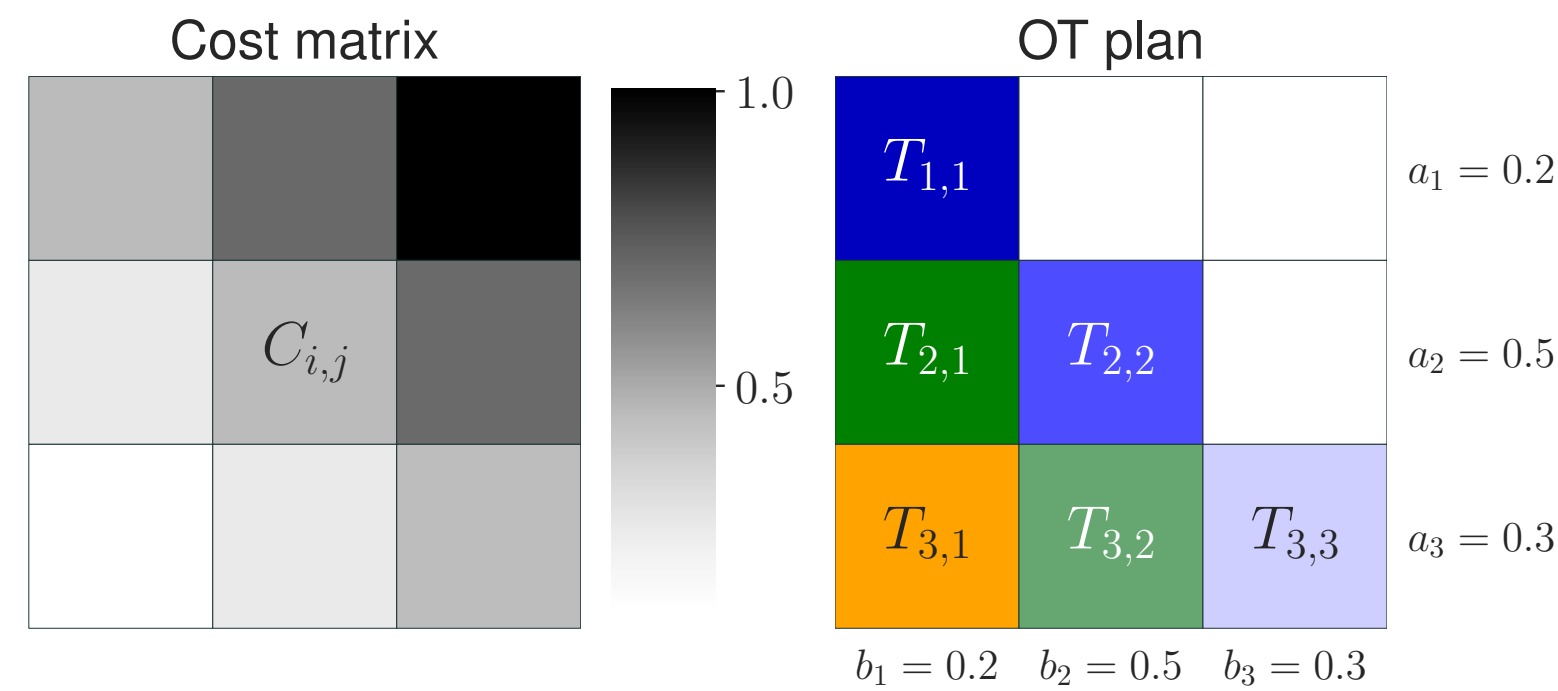 Cost matrix
OT plan
1.0
0.5
C_{i,j}
T_{1,1}
a_1 = 0.2
T_{2,1} T_{2,2}
a_2 = 0.5
T_{3,1} T_{3,2} T_{3,3}
a_3 = 0.3
b_1 = 0.2 b_2 = 0.5 b_3 = 0.3